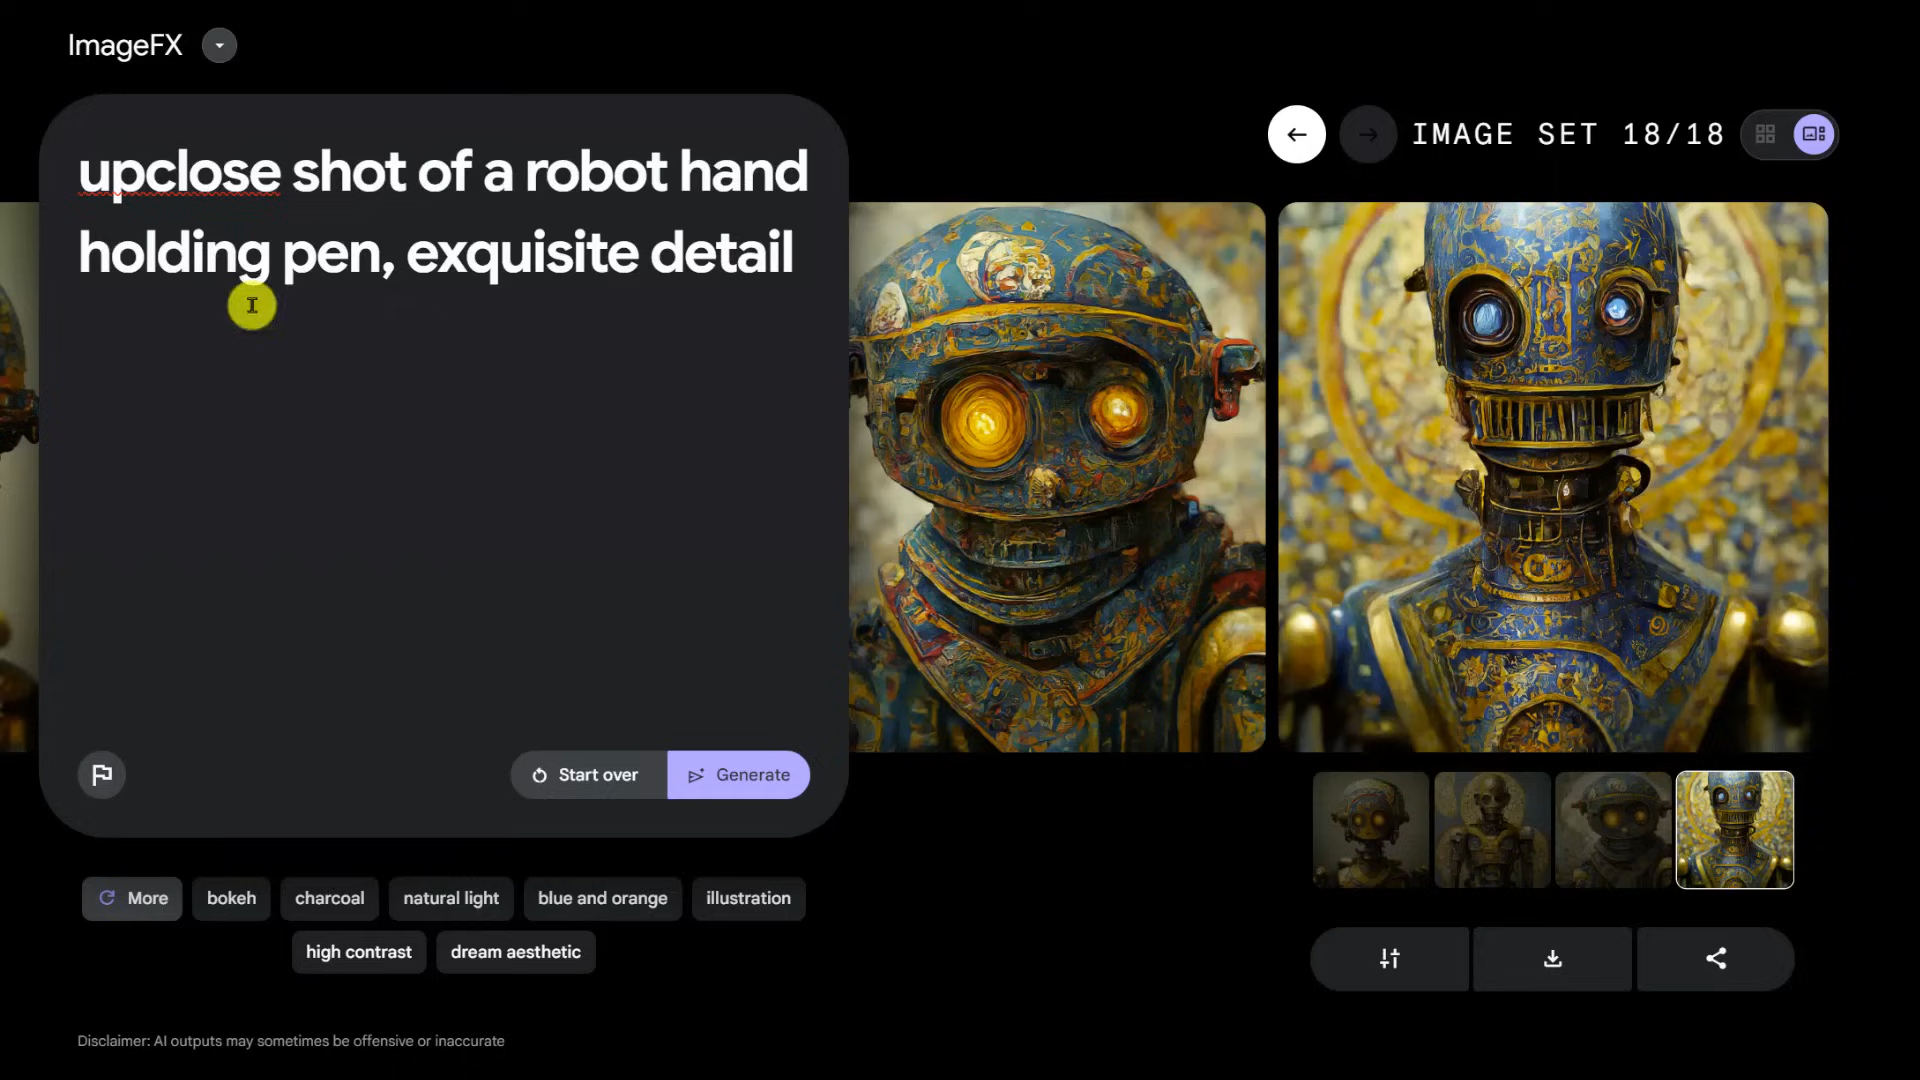 ImageFX
upclose shot of a robot hand
holding pen, exquisite detail
IMAGE SET 18/18
Start over
Generate
More
bokeh
charcoal
natural light
blue and orange
illustration
high contrast
dream aesthetic
Disclaimer: AI outputs may sometimes be offensive or inaccurate